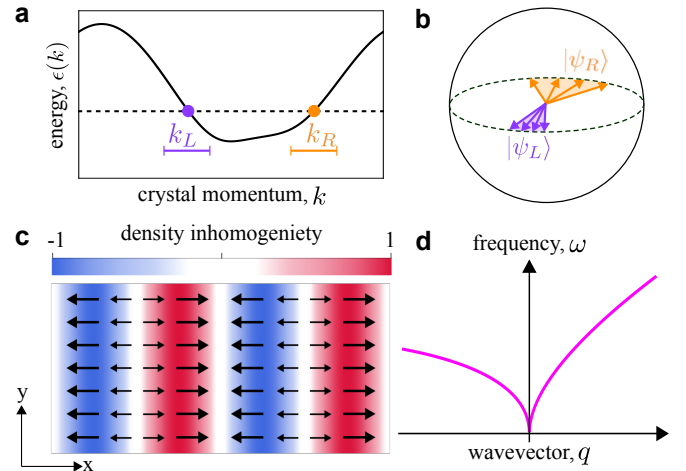 a
energy, ϵ(k)
k_L
k_R
crystal momentum, k
b
|ψ_R⟩
|ψ_L⟩
c
density inhomogeniety
-1
1
y
x
d
frequency, ω
wavevector, q